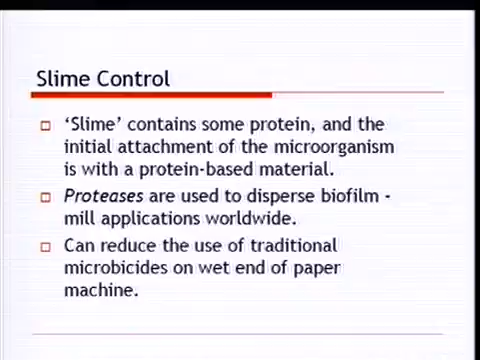 Slime Control
‘Slime’ contains some protein, and the
initial attachment of the microorganism
is with a protein-based material.
Proteases are used to disperse biofilm -
mill applications worldwide.
Can reduce the use of traditional
microbicides on wet end of paper
machine.